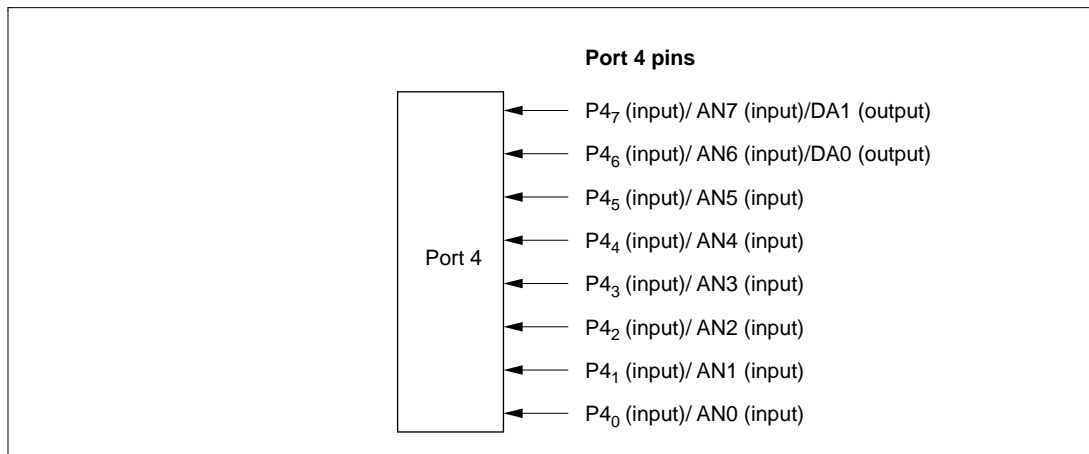 Port 4 pins
P4₇ (input)/ AN7 (input)/DA1 (output)
P4₆ (input)/ AN6 (input)/DA0 (output)
P4₅ (input)/ AN5 (input)
P4₄ (input)/ AN4 (input)
Port 4
P4₃ (input)/ AN3 (input)
P4₂ (input)/ AN2 (input)
P4₁ (input)/ AN1 (input)
P4₀ (input)/ AN0 (input)